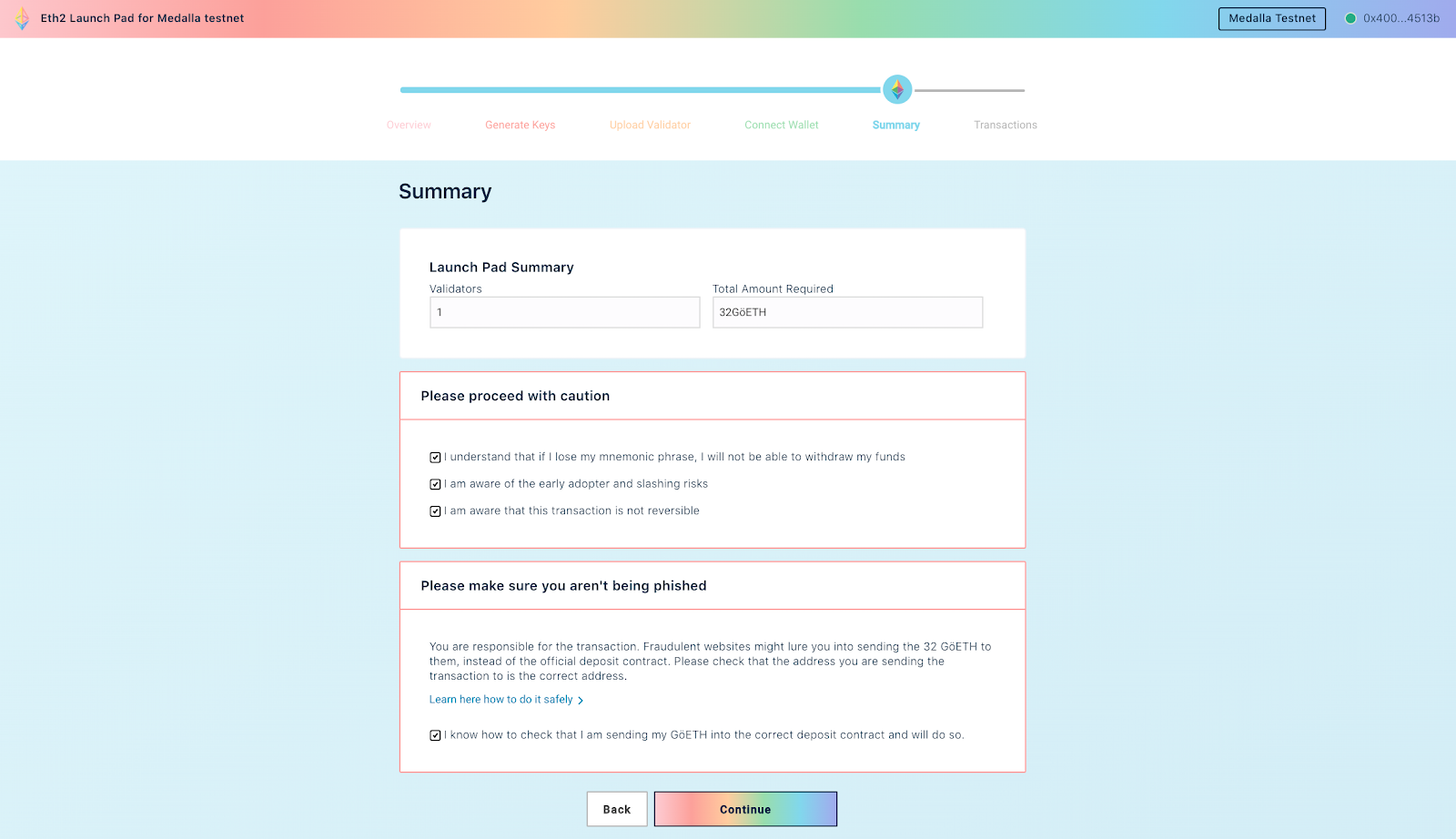 Eth2 Launch Pad for Medalla testnet
Medalla Testnet
0x400...4513b
Overview
Generate Keys
Upload Validator
Connect Wallet
Summary
Transactions
Summary
Launch Pad Summary
Validators
Total Amount Required
1
32GöETH
Please proceed with caution
I understand that if I lose my mnemonic phrase, I will not be able to withdraw my funds
I am aware of the early adopter and slashing risks
I am aware that this transaction is not reversible
Please make sure you aren't being phished
You are responsible for the transaction. Fraudulent websites might lure you into sending the 32 GöETH to
them, instead of the official deposit contract. Please check that the address you are sending the
transaction to is the correct address.
Learn here how to do it safely
I know how to check that I am sending my GöETH into the correct deposit contract and will do so.
Back
Continue